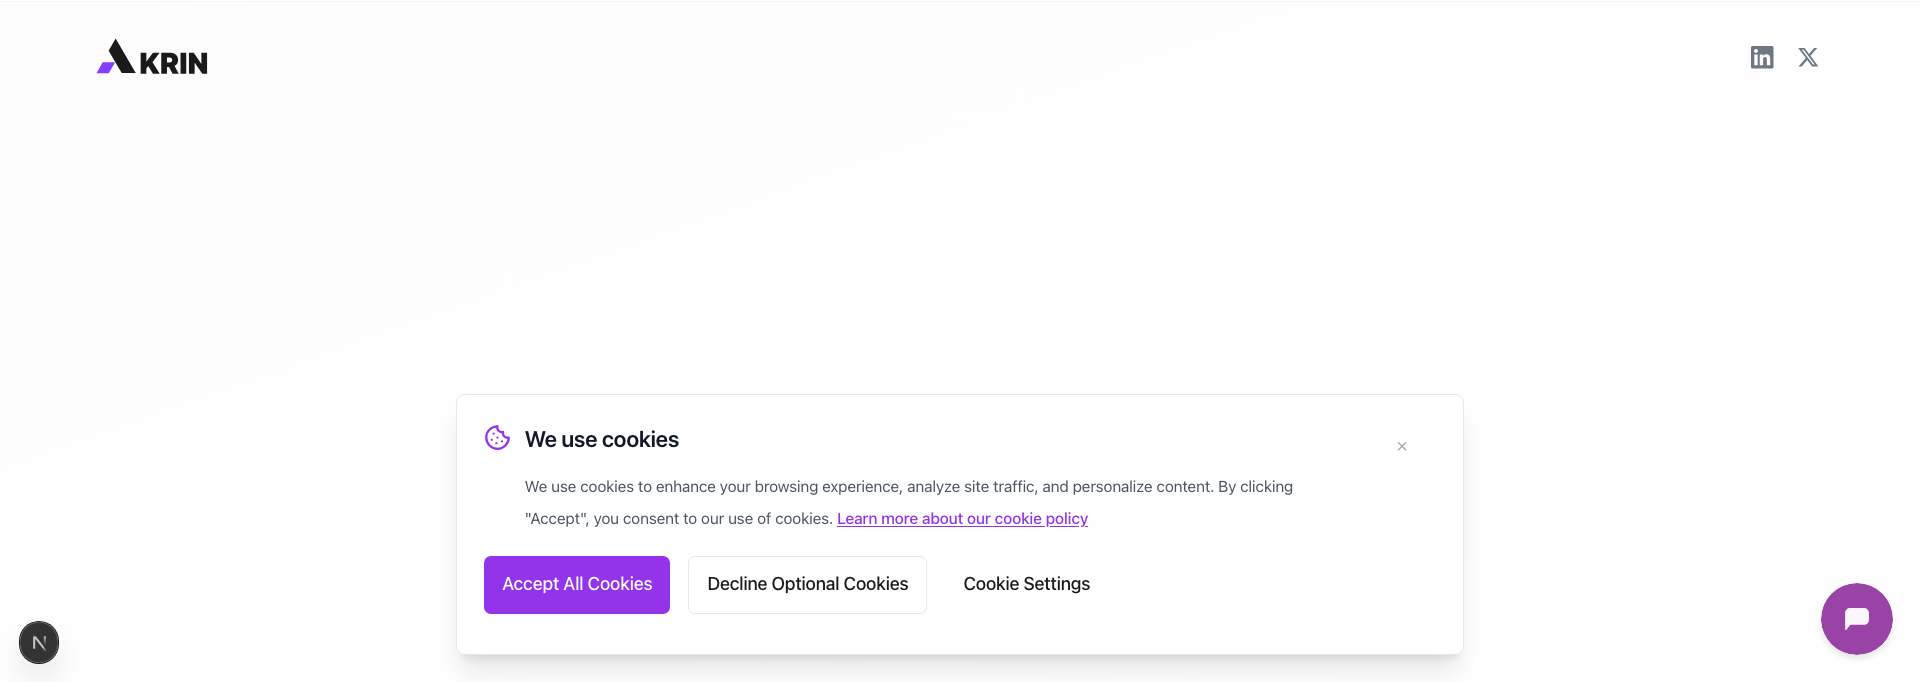 AKRIN
We use cookies
×
We use cookies to enhance your browsing experience, analyze site traffic, and personalize content. By clicking
"Accept", you consent to our use of cookies. Learn more about our cookie policy
Accept All Cookies
Decline Optional Cookies
Cookie Settings
N